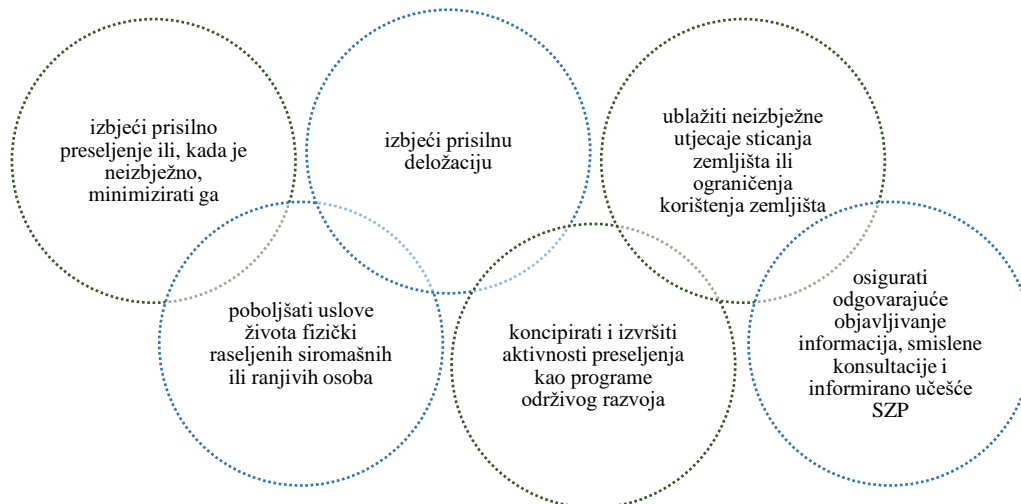 izbjeći prisilno
preseljenje ili, kada je
neizbježno,
minimizirati ga
izbjeći prisilnu
deložaciju
ublažiti neizbježne
utjecaje sticanja
zemljišta ili
ograničenja
korištenja zemljišta
poboljšati uslove
života fizički
raseljenih siromašnih
ili ranjivih osoba
koncipirati i izvršiti
aktivnosti preseljenja
kao programe
održivog razvoja
osigurati
odgovarajuće
objavljivanje
informacija, smislene
konsultacije i
informirano učešće
SZP